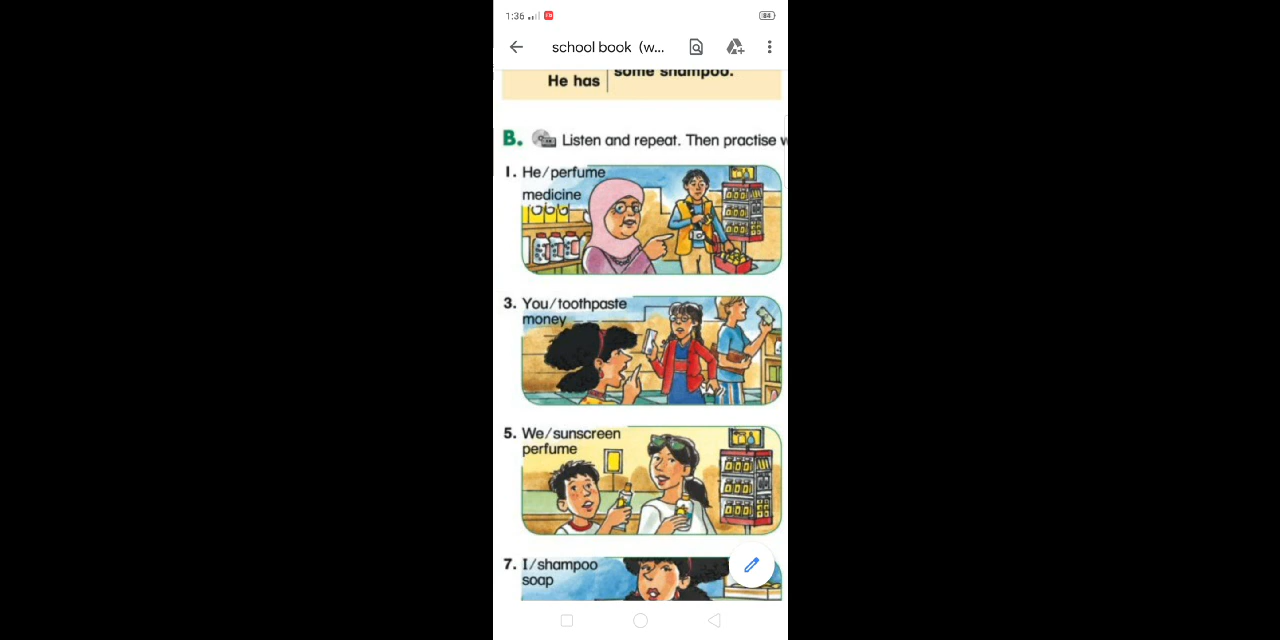 1:36
84
school book (w...
some shampoo.
He has
B. Listen and repeat. Then practise
1. He/perfume
medicine
3. You/toothpaste
money
5. We/sunscreen
perfume
7. I/shampoo
soap